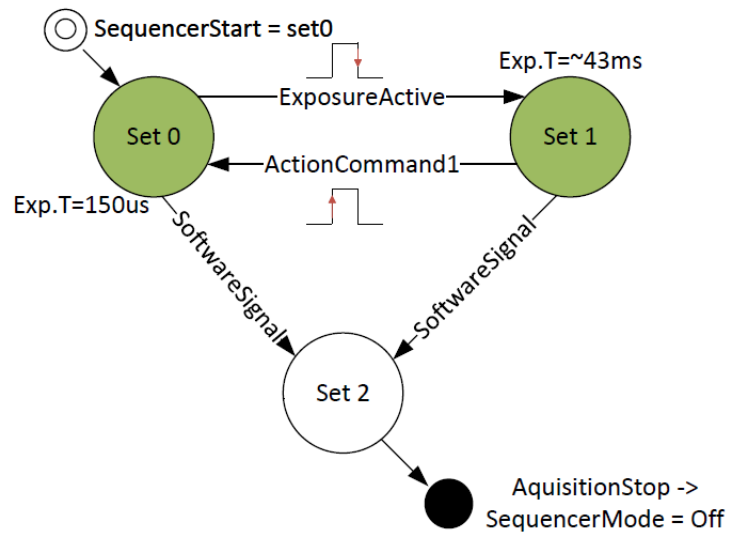 SequencerStart = set0
Exp.T=~43ms
ExposureActive
Set 0
Set 1
ActionCommand1
Exp.T=150us
SoftwareSignal
SoftwareSignal
Set 2
AquisitionStop ->
SequencerMode = Off